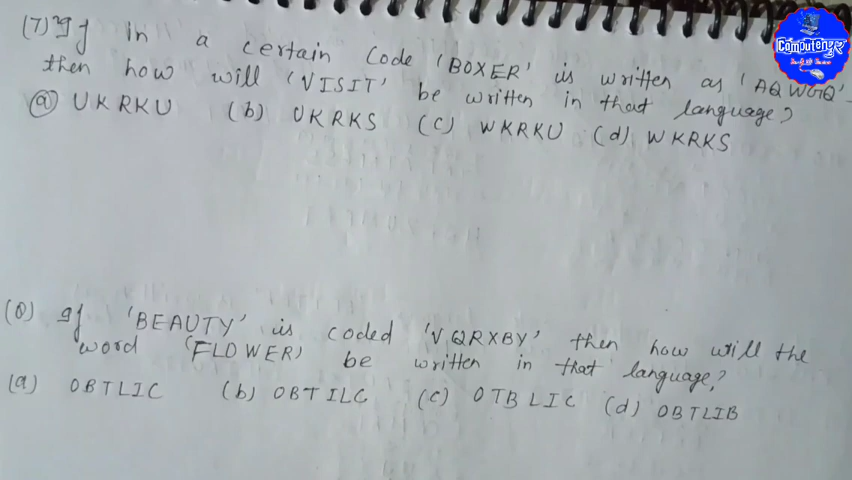 (7) If in a certain Code 'BOXER' is written as 'AQWGQ'-
then how will 'VISIT' be written in that language?
(a) UKRKU (b) UKRKS (c) WKRKU (d) WKRKS
(8) If 'BEAUTY' is coded 'VQRXBY' then how will the
word 'FLOWER) be written in that language?
(a) OBTLIC (b) OBTILC (c) OTBLIC (d) OBTLIB